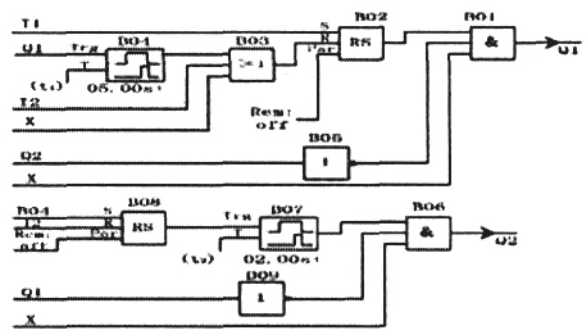 I1 S B02 B01
Q1 Trg B04 B03 R RS &
T Par Q1
(t₁) 05.00s+ ≥1
I2 Rem=
X off
B05
Q2 1
X
B04 S B08 B07 B06
I2 R RS Trg &
Rem= Par T Q2
off (t₂) 02.00s+
B09
Q1 1
X